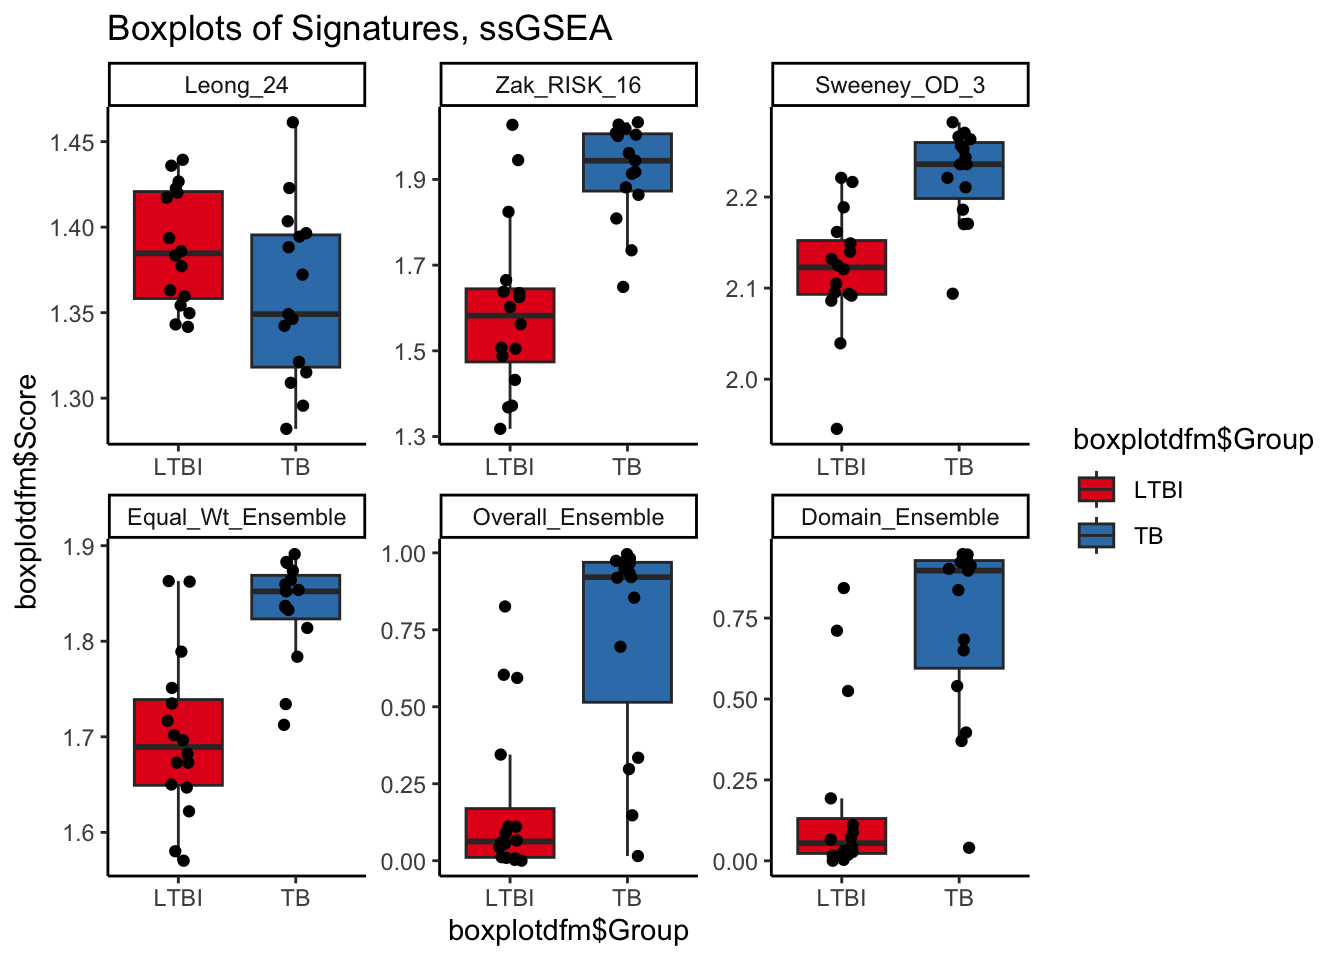 Boxplots of Signatures, ssGSEA
Leong_24
Zak_RISK_16
Sweeney_OD_3
1.45
1.40
1.35
1.30
1.9
1.7
1.5
1.3
2.2
2.1
2.0
LTBI
TB
LTBI
TB
LTBI
TB
boxplotdfm$Score
Equal_Wt_Ensemble
Overall_Ensemble
Domain_Ensemble
1.9
1.8
1.7
1.6
1.00
0.75
0.50
0.25
0.00
0.75
0.50
0.25
0.00
LTBI
TB
LTBI
TB
LTBI
TB
boxplotdfm$Group
boxplotdfm$Group
LTBI
TB